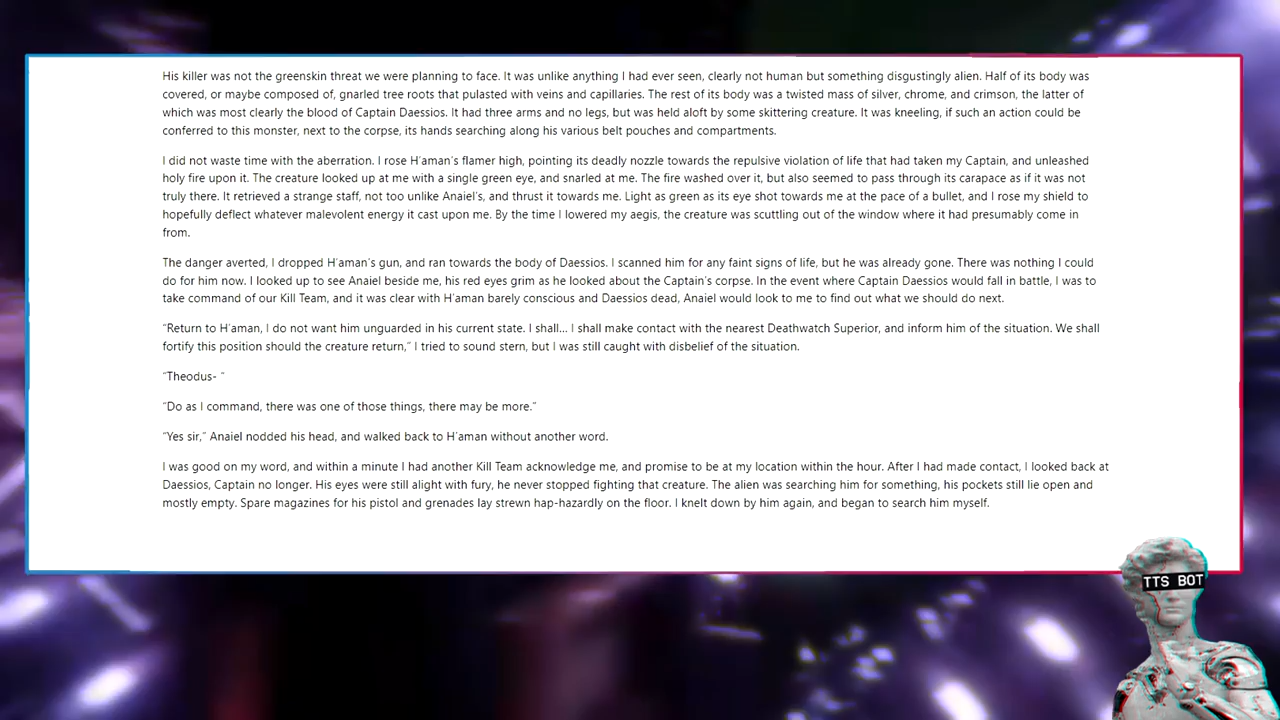 His killer was not the greenskin threat we were planning to face. It was unlike anything I had ever seen, clearly not human but something disgustingly alien. Half of its body was
covered, or maybe composed of, gnarled tree roots that pulasted with veins and capillaries. The rest of its body was a twisted mass of silver, chrome, and crimson, the latter of
which was most clearly the blood of Captain Daessios. It had three arms and no legs, but was held aloft by some skittering creature. It was kneeling, if such an action could be
conferred to this monster, next to the corpse, its hands searching along his various belt pouches and compartments.
I did not waste time with the aberration. I rose H'aman's flamer high, pointing its deadly nozzle towards the repulsive violation of life that had taken my Captain, and unleashed
holy fire upon it. The creature looked up at me with a single green eye, and snarled at me. The fire washed over it, but also seemed to pass through its carapace as if it was not
truly there. It retrieved a strange staff, not too unlike Anaiel's, and thrust it towards me. Light as green as its eye shot towards me at the pace of a bullet, and I rose my shield to
hopefully deflect whatever malevolent energy it cast upon me. By the time I lowered my aegis, the creature was scuttling out of the window where it had presumably come in
from.
The danger averted, I dropped H'aman's gun, and ran towards the body of Daessios. I scanned him for any faint signs of life, but he was already gone. There was nothing I could
do for him now. I looked up to see Anaiel beside me, his red eyes grim as he looked about the Captain's corpse. In the event where Captain Daessios would fall in battle, I was to
take command of our Kill Team, and it was clear with H'aman barely conscious and Daessios dead, Anaiel would look to me to find out what we should do next.
"Return to H'aman, I do not want him unguarded in his current state. I shall... I shall make contact with the nearest Deathwatch Superior, and inform him of the situation. We shall
fortify this position should the creature return," I tried to sound stern, but I was still caught with disbelief of the situation.
"Theodus- "
"Do as I command, there was one of those things, there may be more."
"Yes sir," Anaiel nodded his head, and walked back to H'aman without another word.
I was good on my word, and within a minute I had another Kill Team acknowledge me, and promise to be at my location within the hour. After I had made contact, I looked back at
Daessios, Captain no longer. His eyes were still alight with fury, he never stopped fighting that creature. The alien was searching him for something, his pockets still lie open and
mostly empty. Spare magazines for his pistol and grenades lay strewn hap-hazardly on the floor. I knelt down by him again, and began to search him myself.
TTS BOT